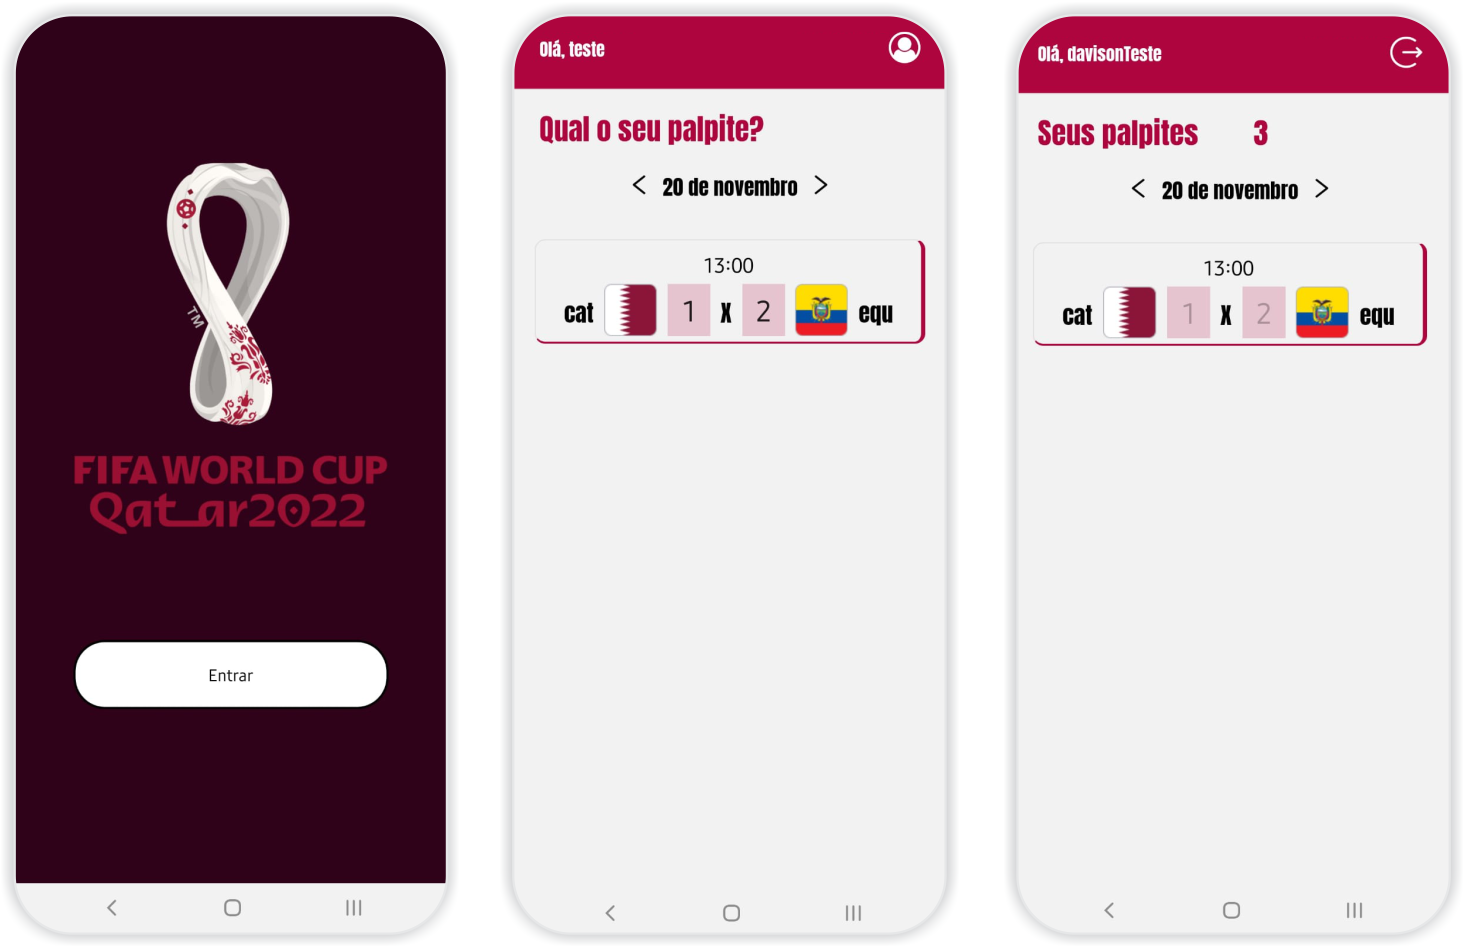 TM
FIFA WORLD CUP
Qatar2022
Entrar
Olá, teste
Qual o seu palpite?
20 de novembro
13:00
cat 1 X 2 equ
Olá, davisonTeste
Seus palpites 3
20 de novembro
13:00
cat 1 X 2 equ